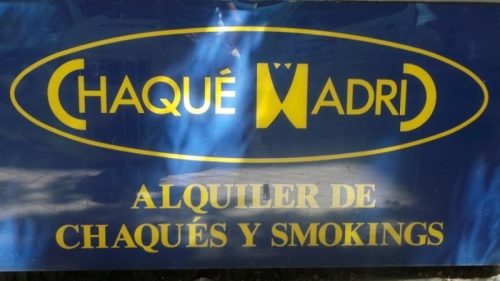 CHAQUÉ MADRID
ALQUILER DE
CHAQUÉS Y SMOKINGS